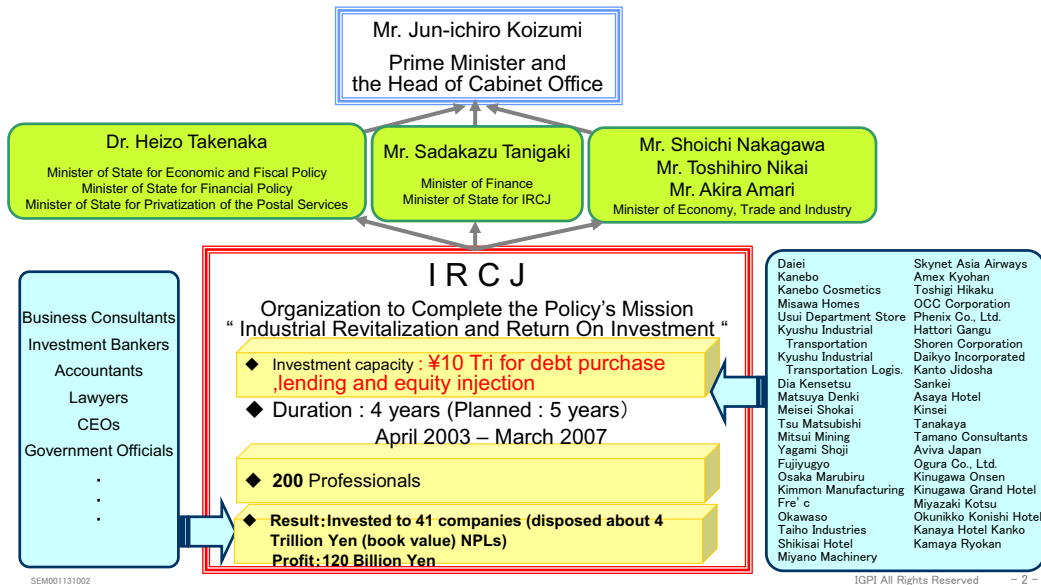 Mr. Jun-ichiro Koizumi
Prime Minister and
the Head of Cabinet Office
Dr. Heizo Takenaka
Minister of State for Economic and Fiscal Policy
Minister of State for Financial Policy
Minister of State for Privatization of the Postal Services
Mr. Sadakazu Tanigaki
Minister of Finance
Minister of State for IRCJ
Mr. Shoichi Nakagawa
Mr. Toshihiro Nikai
Mr. Akira Amari
Minister of Economy, Trade and Industry
Business Consultants
Investment Bankers
Accountants
Lawyers
CEOs
Government Officials
.
.
.
I R C J
Organization to Complete the Policy's Mission
“ Industrial Revitalization and Return On Investment “
◆ Investment capacity : ¥10 Tri for debt purchase
,lending and equity injection
◆ Duration : 4 years (Planned : 5 years）
April 2003 – March 2007
◆ 200 Professionals
◆ Result：Invested to 41 companies (disposed about 4
Trillion Yen (book value) NPLs)
Profit：120 Billion Yen
Daiei
Kanebo
Kanebo Cosmetics
Misawa Homes
Usui Department Store
Kyushu Industrial
Transportation
Kyushu Industrial
Transportation Logis.
Dia Kensetsu
Matsuya Denki
Meisei Shokai
Tsu Matsubishi
Mitsui Mining
Yagami Shoji
Fujiyugyo
Osaka Marubiru
Kimmon Manufacturing
Fre’ c
Okawaso
Taiho Industries
Shikisai Hotel
Miyano Machinery
Skynet Asia Airways
Amex Kyohan
Toshigi Hikaku
OCC Corporation
Phenix Co., Ltd.
Hattori Gangu
Shoren Corporation
Daikyo Incorporated
Kanto Jidosha
Sankei
Asaya Hotel
Kinsei
Tanakaya
Tamano Consultants
Aviva Japan
Ogura Co., Ltd.
Kinugawa Onsen
Kinugawa Grand Hotel
Miyazaki Kotsu
Okunikko Konishi Hotel
Kanaya Hotel Kanko
Kamaya Ryokan
SEM001131002
IGPI All Rights Reserved
- 2 -